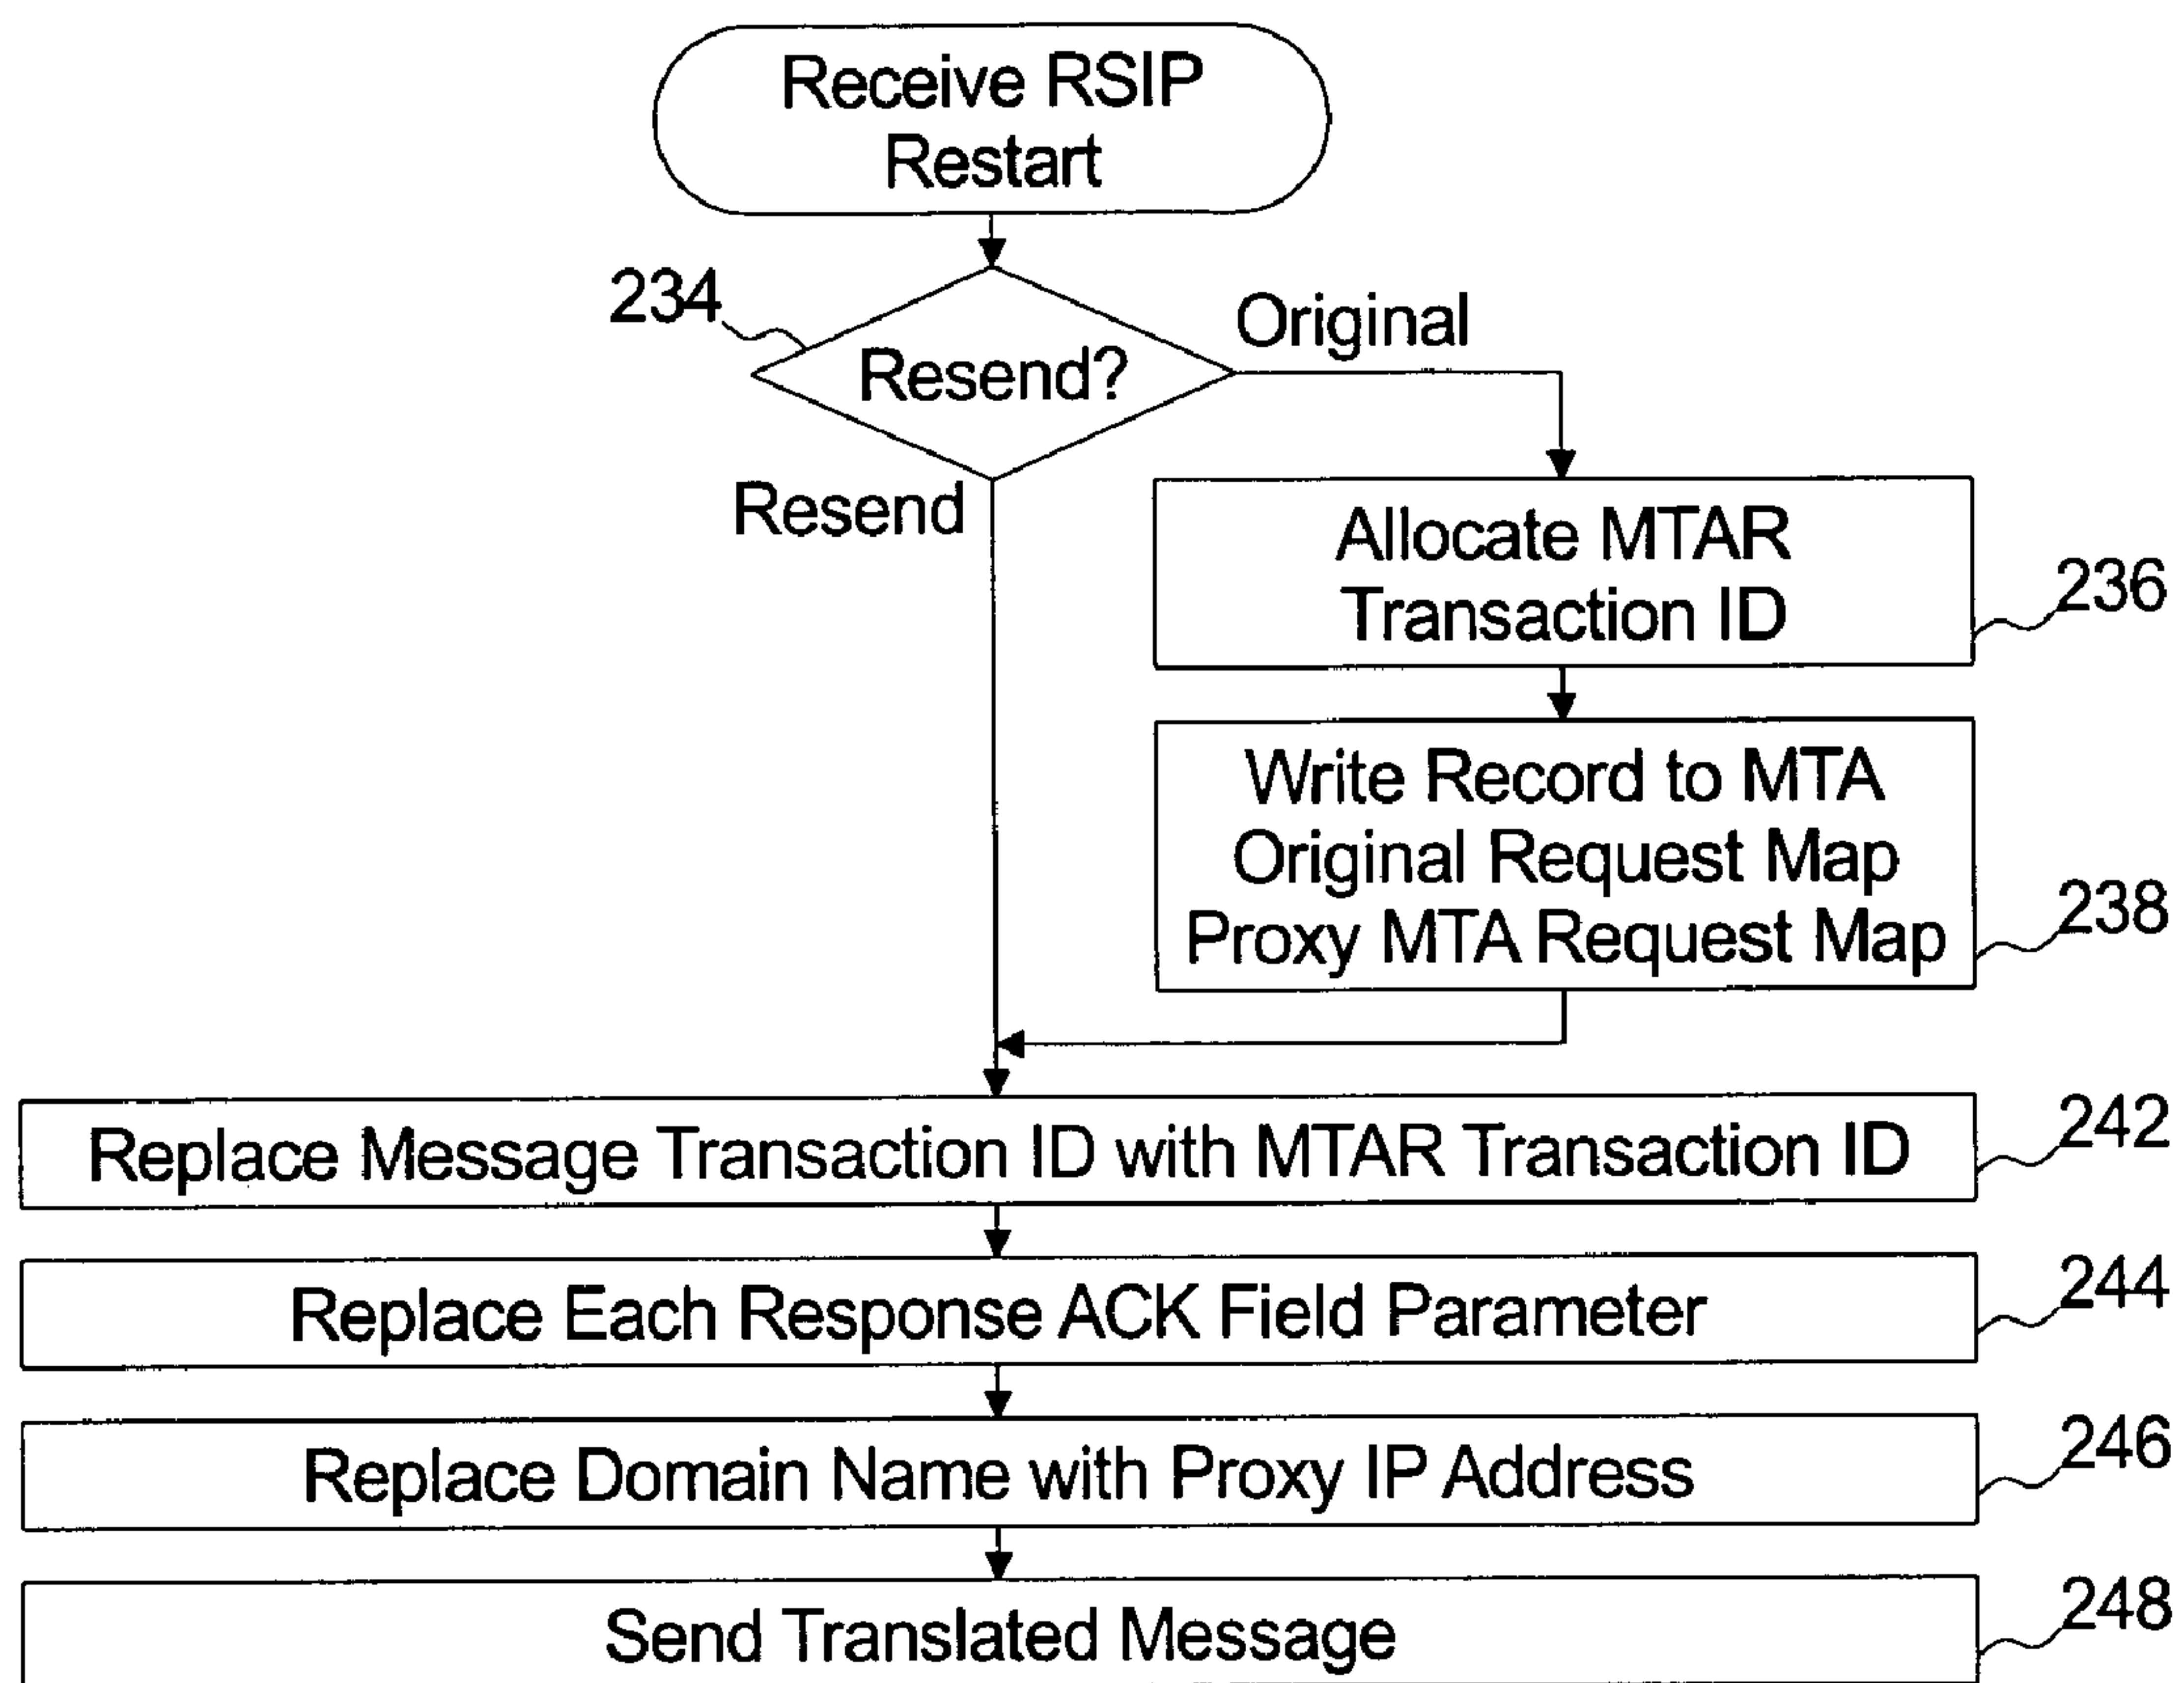 Receive RSIP
Restart
234
Resend?
Original
Resend
Allocate MTAR
Transaction ID
236
Write Record to MTA
Original Request Map
Proxy MTA Request Map
238
Replace Message Transaction ID with MTAR Transaction ID
242
Replace Each Response ACK Field Parameter
244
Replace Domain Name with Proxy IP Address
246
Send Translated Message
248